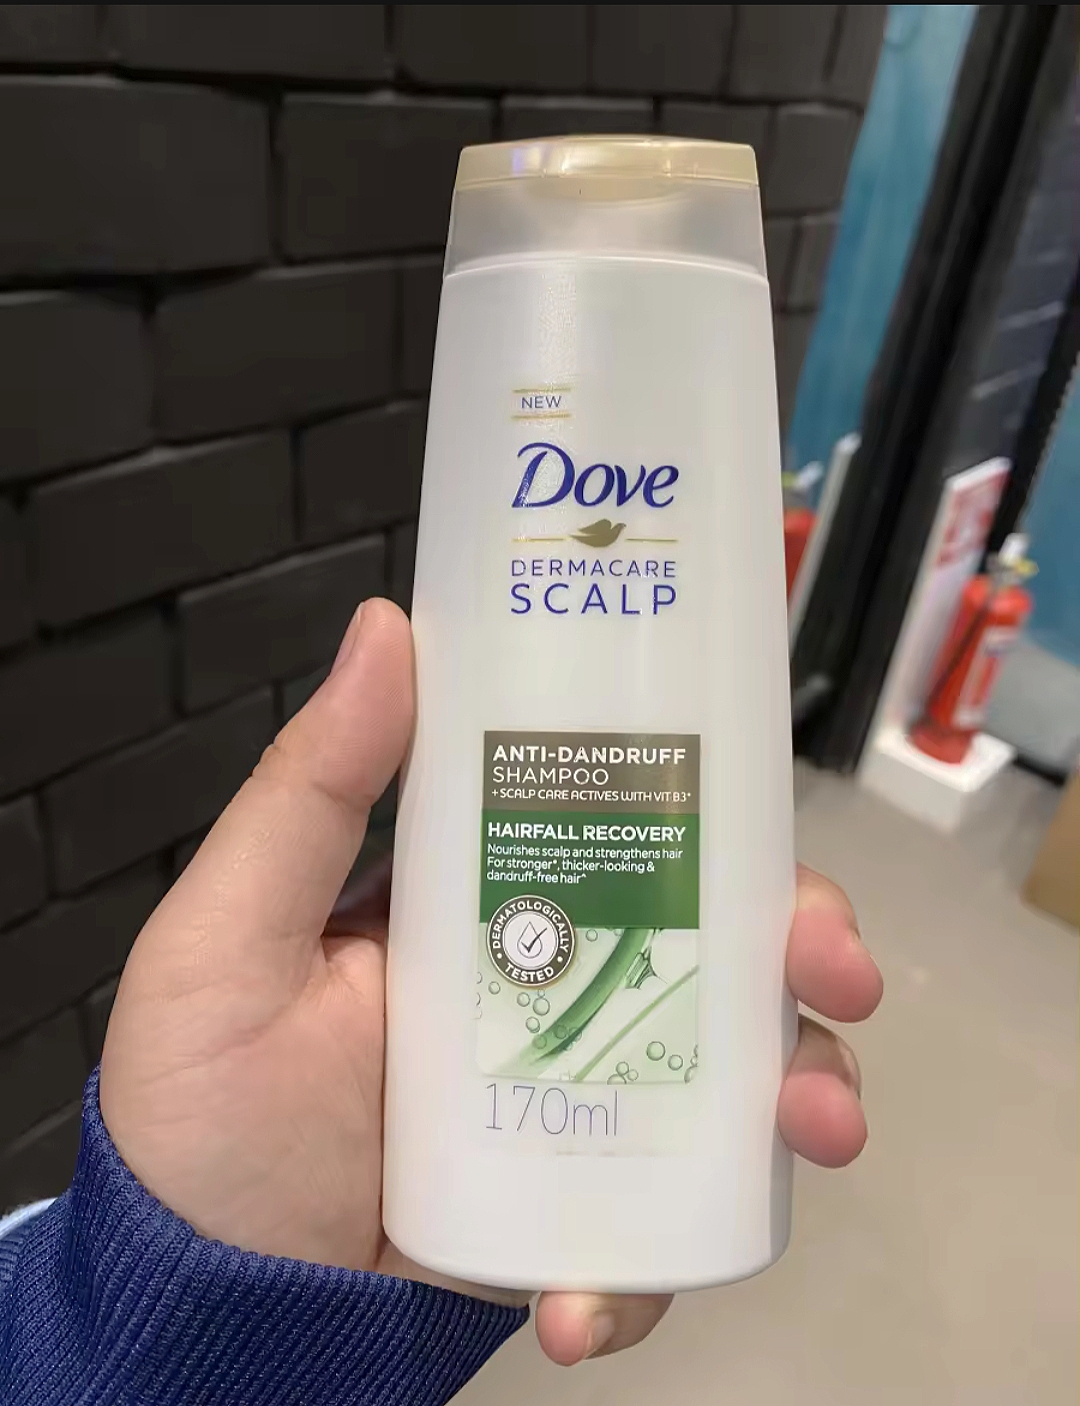 NEW
Dove
DERMACARE
SCALP
ANTI-DANDRUFF
SHAMPOO
+SCALP CARE ACTIVES WITH VIT B3*
HAIRFALL RECOVERY
Nourishes scalp and strengthens hair
For stronger*, thicker-looking &
dandruff-free hair^
DERMATOLOGICALLY
• TESTED •
170ml